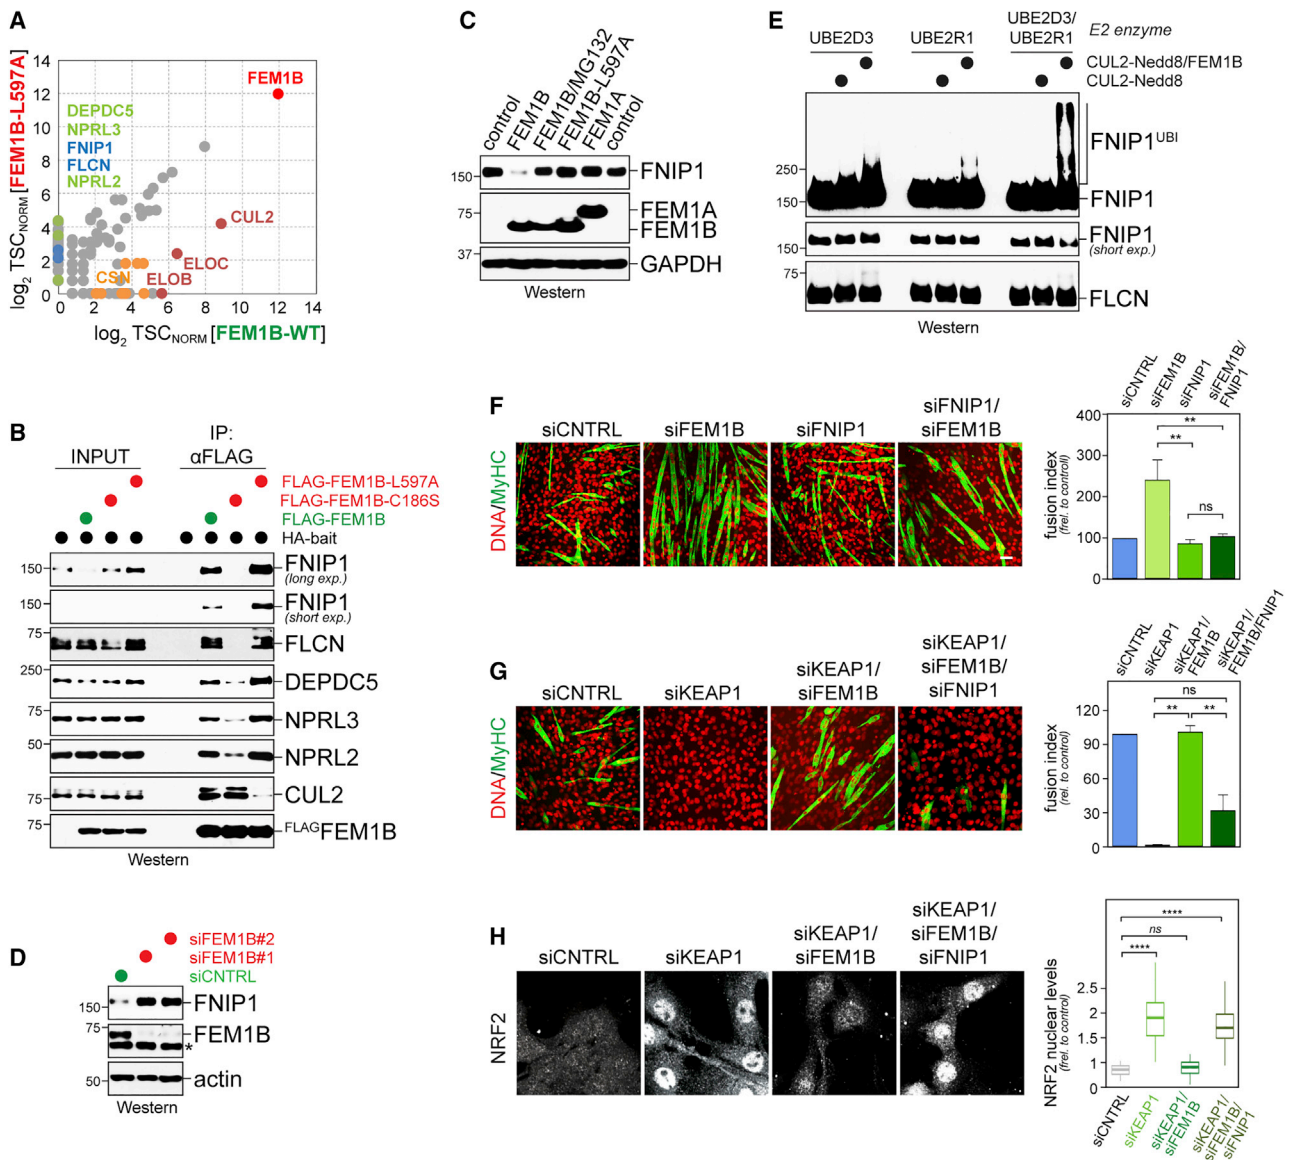 A
log2 TSCNORM [FEM1B-L597A]
14
12
10
8
6
4
2
0
FEM1B
DEPDC5
NPRL3
FNIP1
FLCN
NPRL2
CUL2
ELOC
CSN
ELOB
0 2 4 6 8 10 12 14
log2 TSCNORM [FEM1B-WT]
B
IP:
INPUT αFLAG
FLAG-FEM1B-L597A
FLAG-FEM1B-C186S
FLAG-FEM1B
HA-bait
150 FNIP1
(long exp.)
150 FNIP1
(short exp.)
75 FLCN
250 DEPDC5
75 NPRL3
50 NPRL2
75 CUL2
75 FLAGFEM1B
Western
C
control
FEM1B
FEM1B/MG132
FEM1B-L597A
FEM1A
control
150 FNIP1
75 FEM1A
FEM1B
37 GAPDH
Western
D
siFEM1B#2
siFEM1B#1
siCNTRL
150 FNIP1
75 FEM1B
*
50 actin
Western
E
UBE2D3 UBE2R1 UBE2D3/
UBE2R1 E2 enzyme
CUL2-Nedd8/FEM1B
CUL2-Nedd8
FNIP1UBI
250
150 FNIP1
150 FNIP1
(short exp.)
75
FLCN
Western
F
siCNTRL siFEM1B siFNIP1 siFNIP1/
siFEM1B
DNA/MyHC
siCNTRL
siFEM1B
siFNIP1
siFEM1B/
FNIP1
fusion index
(frel. to controll)
400
300
200
100
0
**
**
ns
G
siCNTRL siKEAP1 siKEAP1/
siFEM1B siKEAP1/
siFEM1B/
siFNIP1
DNA/MyHC
siCNTRL
siKEAP1
siKEAP1/
FEM1B
siKEAP1/
FEM1B/FNIP1
fusion index
(rel. to control)
120
90
60
30
0
ns
** **
H
siCNTRL siKEAP1 siKEAP1/
siFEM1B siKEAP1/
siFEM1B/
siFNIP1
NRF2
NRF2 nuclear levels
(frel. to control)
2.5
2
1.5
1
0
****
ns
****
siCNTRL
siKEAP1
siKEAP1/
siFEM1B
siKEAP1/
siFEM1B/
siFNIP1